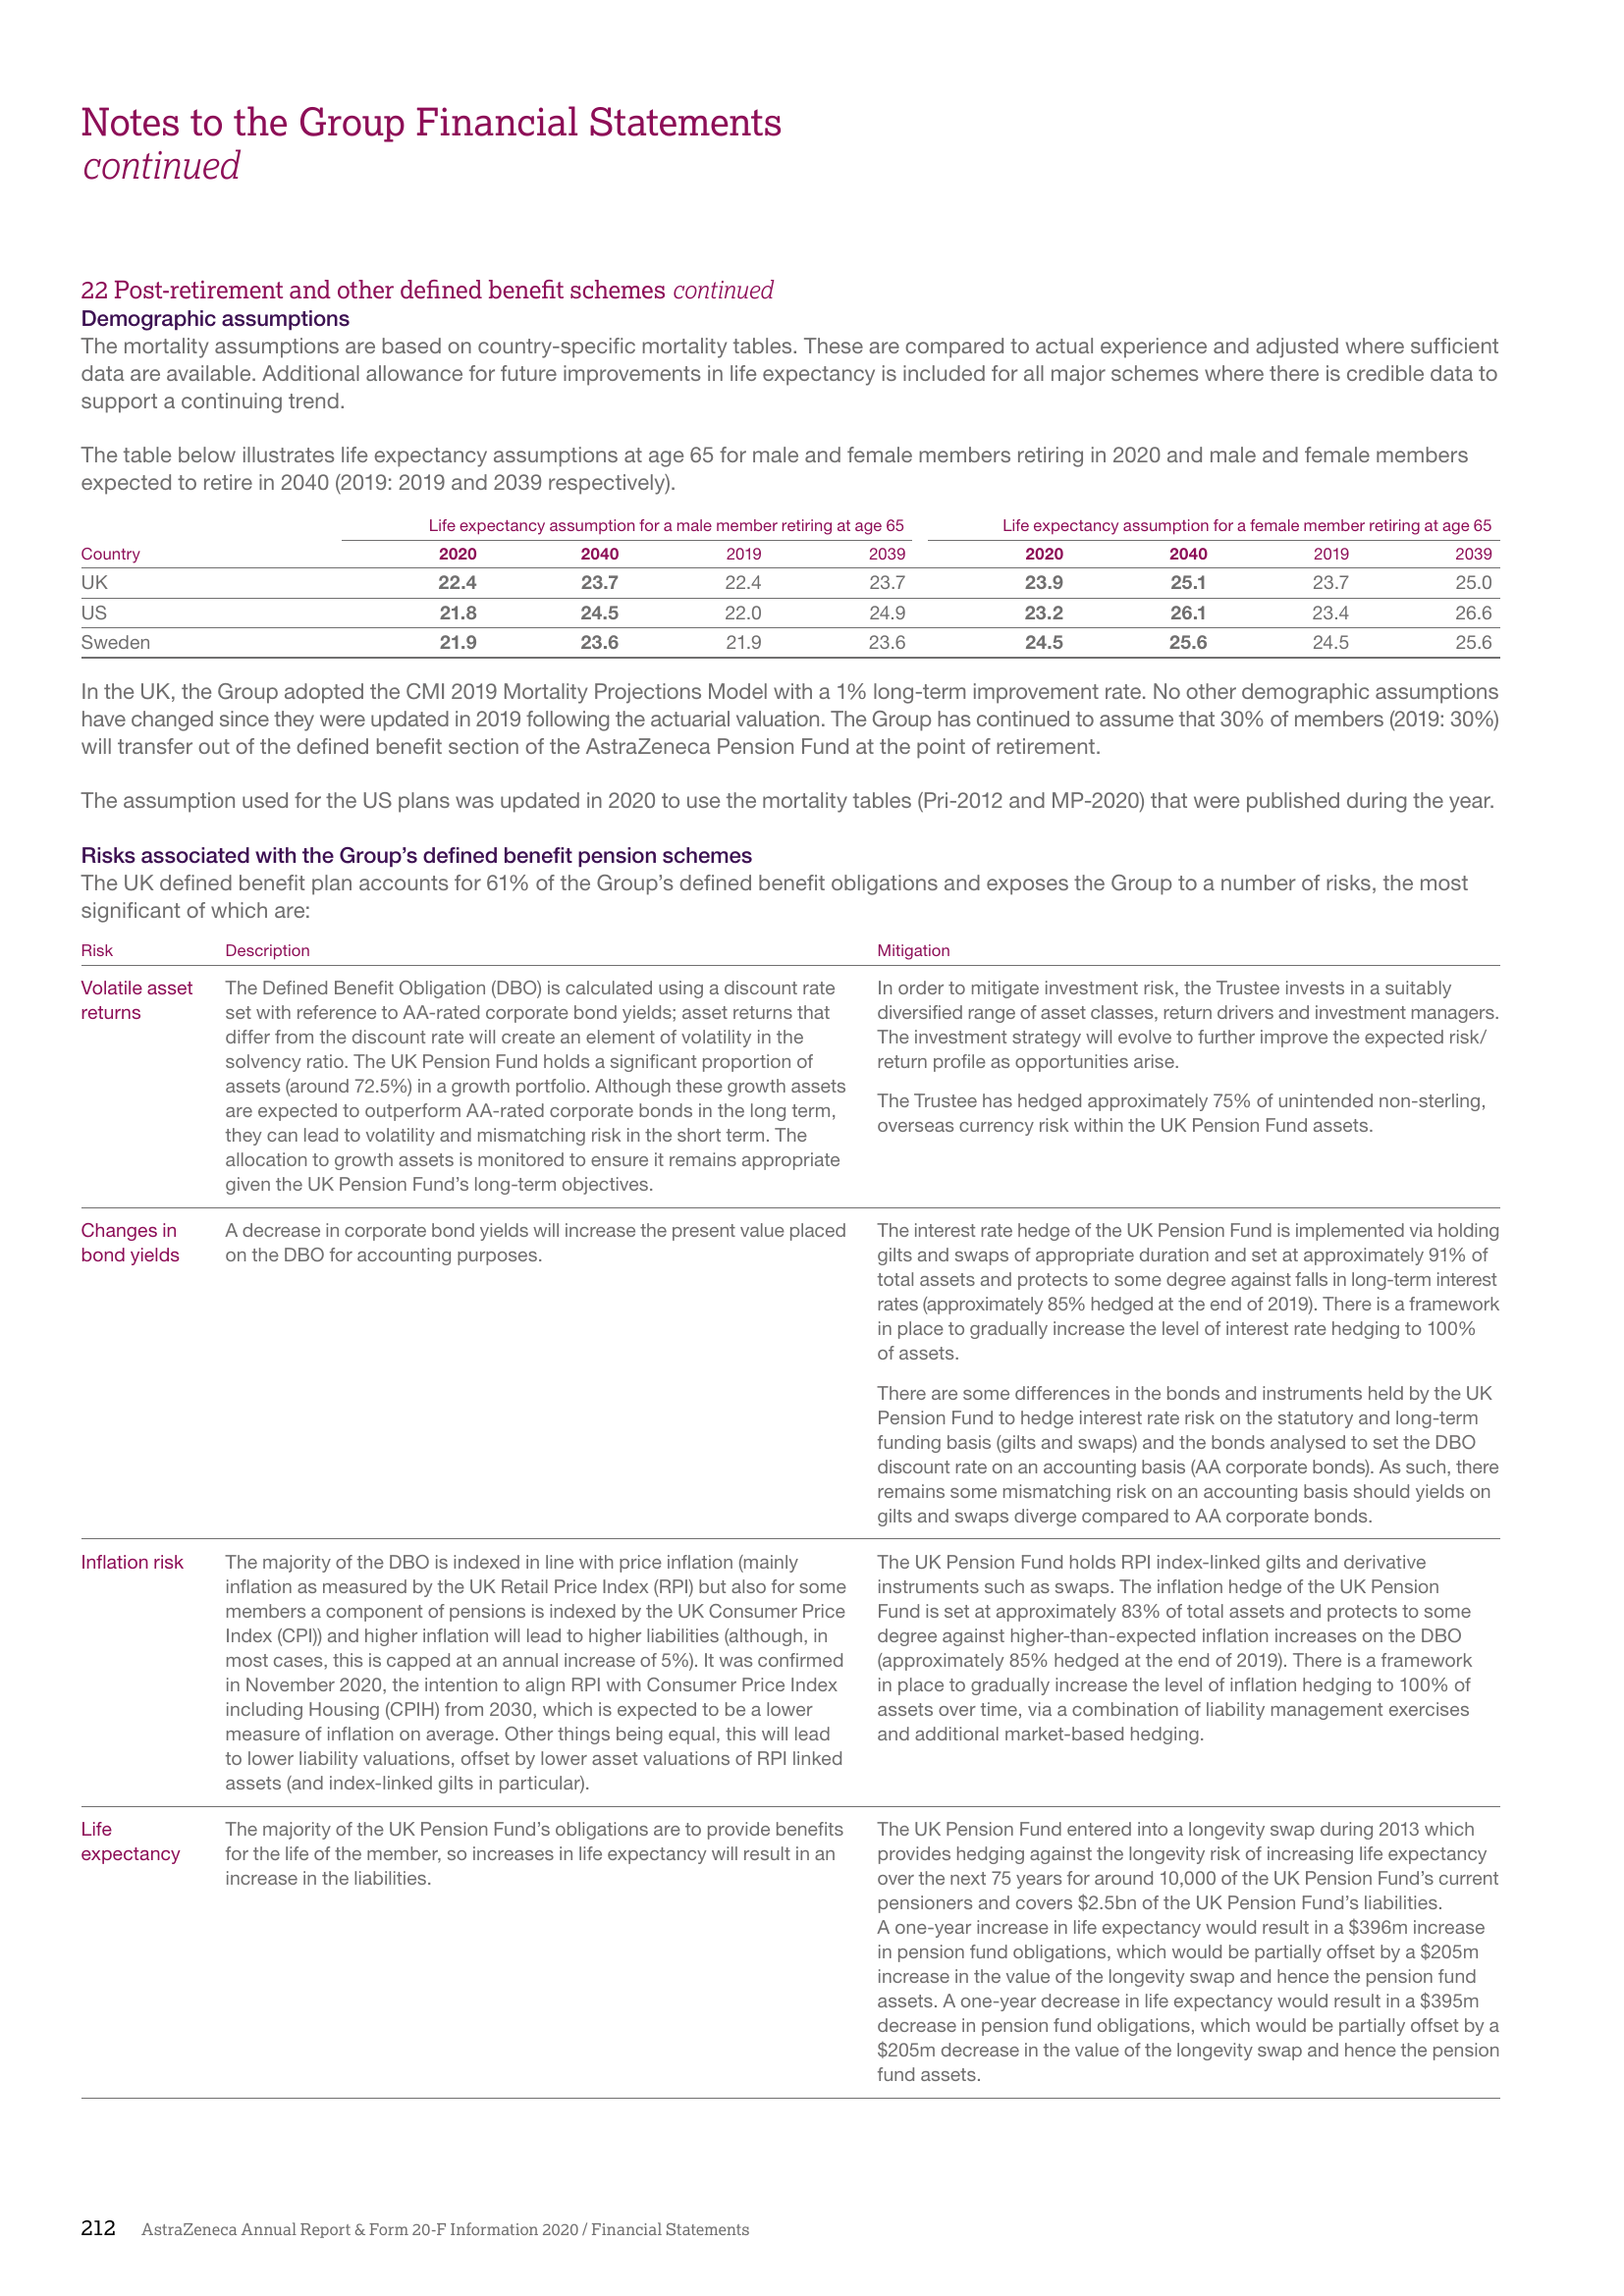 Notes to the Group Financial Statements
continued
22 Post-retirement and other defined benefit schemes continued
Demographic assumptions
The mortality assumptions are based on country-specific mortality tables. These are compared to actual experience and adjusted where sufficient
data are available. Additional allowance for future improvements in life expectancy is included for all major schemes where there is credible data to
support a continuing trend.
The table below illustrates life expectancy assumptions at age 65 for male and female members retiring in 2020 and male and female members
expected to retire in 2040 (2019: 2019 and 2039 respectively).
Life expectancy assumption for a male member retiring at age 65 Life expectancy assumption for a female member retiring at age 65
Country 2020 2040 2019 2039 2020 2040 2019 2039
UK 22.4 23.7 22.4 23.7 23.9 25.1 23.7 25.0
US 21.8 24.5 22.0 24.9 23.2 26.1 23.4 26.6
Sweden 21.9 23.6 21.9 23.6 24.5 25.6 24.5 25.6
In the UK, the Group adopted the CMI 2019 Mortality Projections Model with a 1% long-term improvement rate. No other demographic assumptions
have changed since they were updated in 2019 following the actuarial valuation. The Group has continued to assume that 30% of members (2019: 30%)
will transfer out of the defined benefit section of the AstraZeneca Pension Fund at the point of retirement.
The assumption used for the US plans was updated in 2020 to use the mortality tables (Pri-2012 and MP-2020) that were published during the year.
Risks associated with the Group's defined benefit pension schemes
The UK defined benefit plan accounts for 61% of the Group's defined benefit obligations and exposes the Group to a number of risks, the most
significant of which are:
Risk Description Mitigation
Volatile asset
returns
The Defined Benefit Obligation (DBO) is calculated using a discount rate
set with reference to AA-rated corporate bond yields; asset returns that
differ from the discount rate will create an element of volatility in the
solvency ratio. The UK Pension Fund holds a significant proportion of
assets (around 72.5%) in a growth portfolio. Although these growth assets
are expected to outperform AA-rated corporate bonds in the long term,
they can lead to volatility and mismatching risk in the short term. The
allocation to growth assets is monitored to ensure it remains appropriate
given the UK Pension Fund's long-term objectives.
In order to mitigate investment risk, the Trustee invests in a suitably
diversified range of asset classes, return drivers and investment managers.
The investment strategy will evolve to further improve the expected risk/
return profile as opportunities arise.
The Trustee has hedged approximately 75% of unintended non-sterling,
overseas currency risk within the UK Pension Fund assets.
Changes in
bond yields
A decrease in corporate bond yields will increase the present value placed
on the DBO for accounting purposes.
The interest rate hedge of the UK Pension Fund is implemented via holding
gilts and swaps of appropriate duration and set at approximately 91% of
total assets and protects to some degree against falls in long-term interest
rates (approximately 85% hedged at the end of 2019). There is a framework
in place to gradually increase the level of interest rate hedging to 100%
of assets.
There are some differences in the bonds and instruments held by the UK
Pension Fund to hedge interest rate risk on the statutory and long-term
funding basis (gilts and swaps) and the bonds analysed to set the DBO
discount rate on an accounting basis (AA corporate bonds). As such, there
remains some mismatching risk on an accounting basis should yields on
gilts and swaps diverge compared to AA corporate bonds.
Inflation risk
The majority of the DBO is indexed in line with price inflation (mainly
inflation as measured by the UK Retail Price Index (RPI) but also for some
members a component of pensions is indexed by the UK Consumer Price
Index (CPI)) and higher inflation will lead to higher liabilities (although, in
most cases, this is capped at an annual increase of 5%). It was confirmed
in November 2020, the intention to align RPI with Consumer Price Index
including Housing (CPIH) from 2030, which is expected to be a lower
measure of inflation on average. Other things being equal, this will lead
to lower liability valuations, offset by lower asset valuations of RPI linked
assets (and index-linked gilts in particular).
The UK Pension Fund holds RPI index-linked gilts and derivative
instruments such as swaps. The inflation hedge of the UK Pension
Fund is set at approximately 83% of total assets and protects to some
degree against higher-than-expected inflation increases on the DBO
(approximately 85% hedged at the end of 2019). There is a framework
in place to gradually increase the level of inflation hedging to 100% of
assets over time, via a combination of liability management exercises
and additional market-based hedging.
Life
expectancy
The majority of the UK Pension Fund's obligations are to provide benefits
for the life of the member, so increases in life expectancy will result in an
increase in the liabilities.
The UK Pension Fund entered into a longevity swap during 2013 which
provides hedging against the longevity risk of increasing life expectancy
over the next 75 years for around 10,000 of the UK Pension Fund's current
pensioners and covers $2.5bn of the UK Pension Fund's liabilities.
A one-year increase in life expectancy would result in a $396m increase
in pension fund obligations, which would be partially offset by a $205m
increase in the value of the longevity swap and hence the pension fund
assets. A one-year decrease in life expectancy would result in a $395m
decrease in pension fund obligations, which would be partially offset by a
$205m decrease in the value of the longevity swap and hence the pension
fund assets.
212 AstraZeneca Annual Report & Form 20-F Information 2020 / Financial Statements